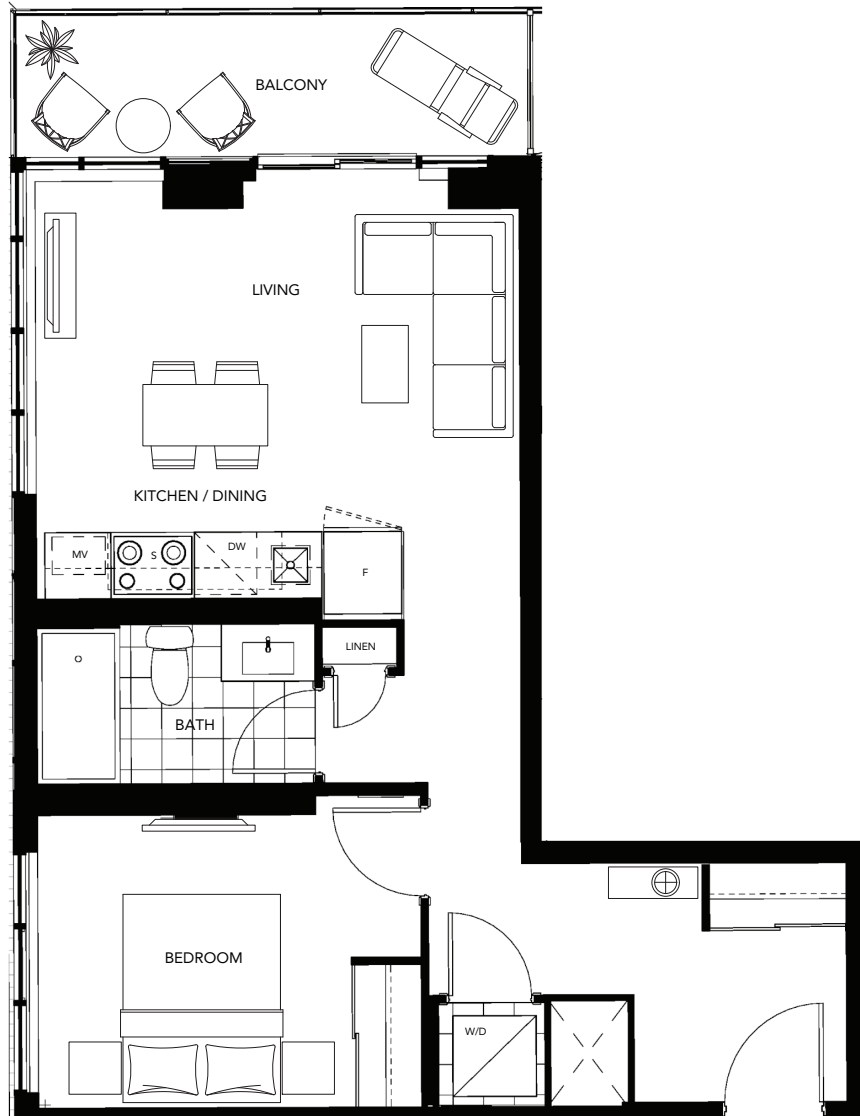 BALCONY
LIVING
KITCHEN / DINING
MV
S
DW
F
LINEN
BATH
BEDROOM
W/D